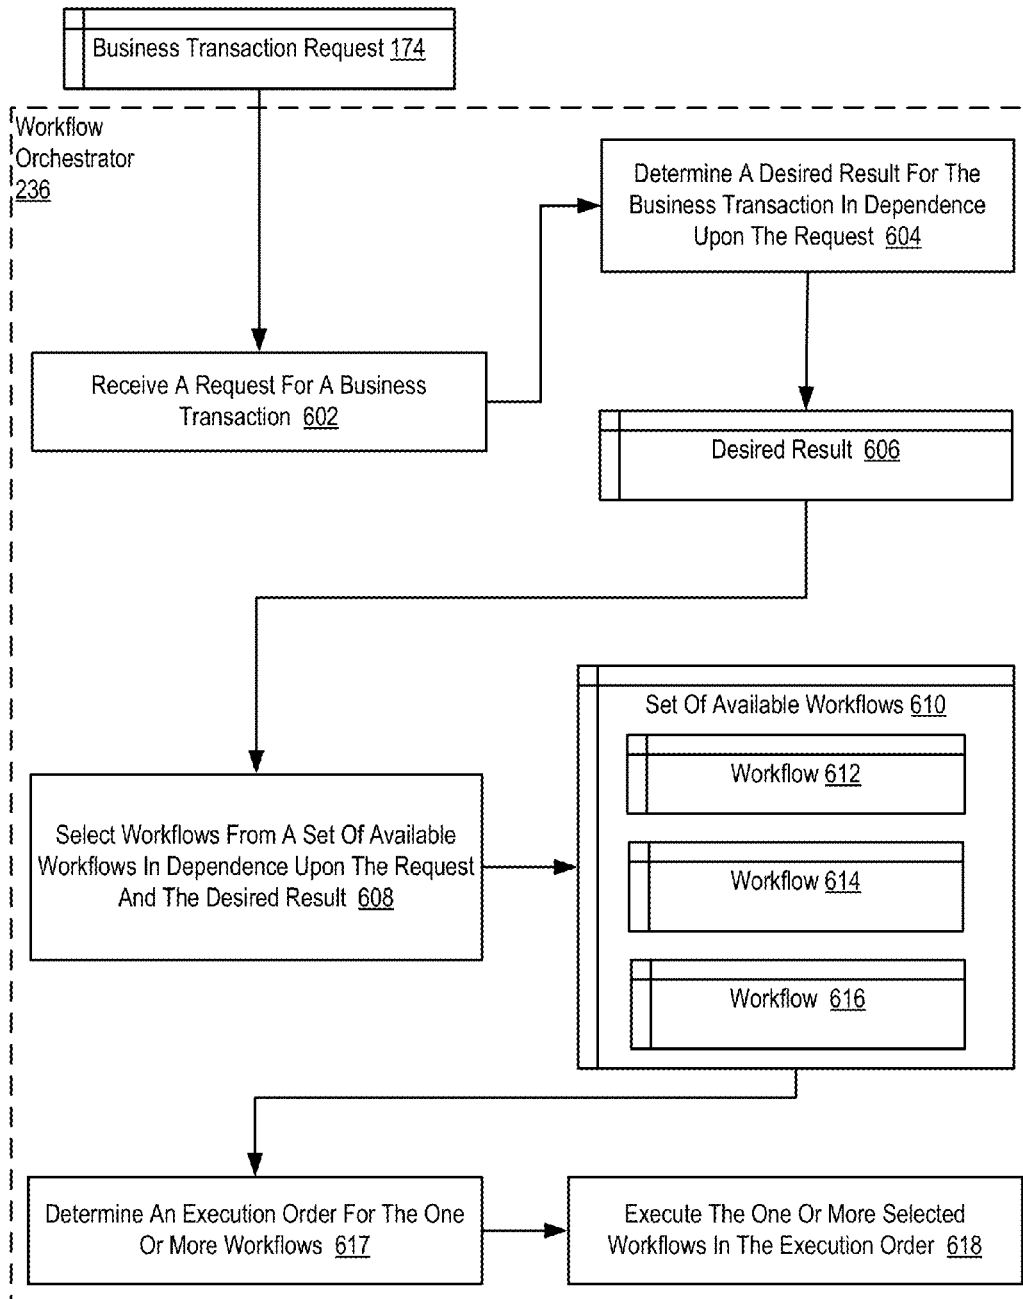 Business Transaction Request 174
Workflow
Orchestrator
236
Determine A Desired Result For The
Business Transaction In Dependence
Upon The Request 604
Receive A Request For A Business
Transaction 602
Desired Result 606
Set Of Available Workflows 610
Workflow 612
Workflow 614
Workflow 616
Select Workflows From A Set Of Available
Workflows In Dependence Upon The Request
And The Desired Result 608
Determine An Execution Order For The One
Or More Workflows 617
Execute The One Or More Selected
Workflows In The Execution Order 618